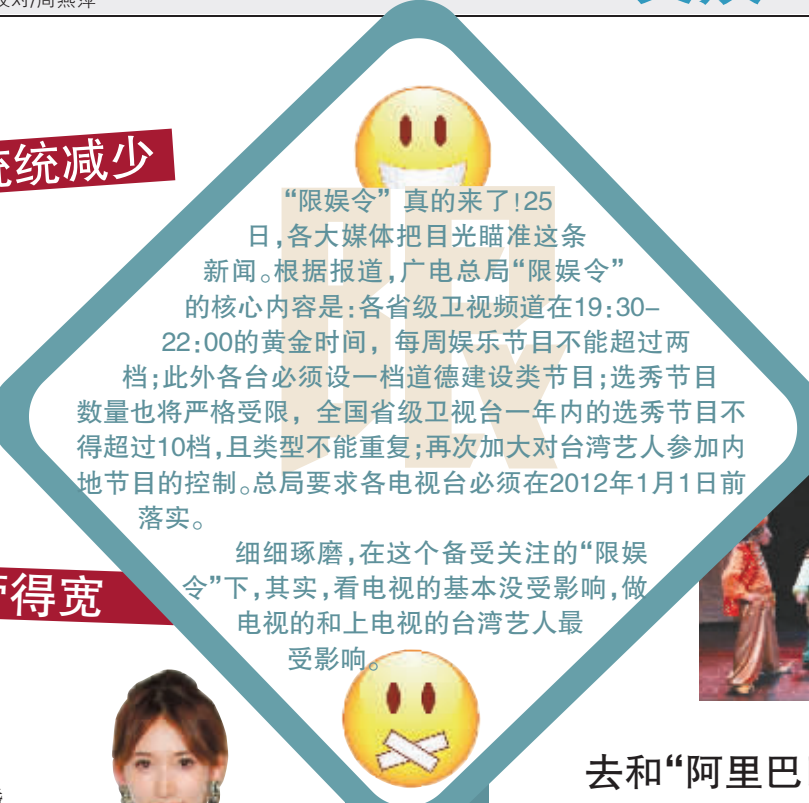 校对/周燕萍
统统减少
“限娱令”真的来了!25
日,各大媒体把目光瞄准这条
新闻。根据报道,广电总局“限娱令”
的核心内容是:各省级卫视频道在19:30-
22:00的黄金时间，每周娱乐节目不能超过两
档;此外各台必须设一档道德建设类节目;选秀节目
数量也将严格受限，全国省级卫视台一年内的选秀节目不
得超过10档,且类型不能重复;再次加大对台湾艺人参加内
地节目的控制。总局要求各电视台必须在2012年1月1日前
落实。
细细琢磨,在这个备受关注的“限娱
令”下,其实,看电视的基本没受影响,做
电视的和上电视的台湾艺人最
受影响。
限
得宽
去和“阿里巴